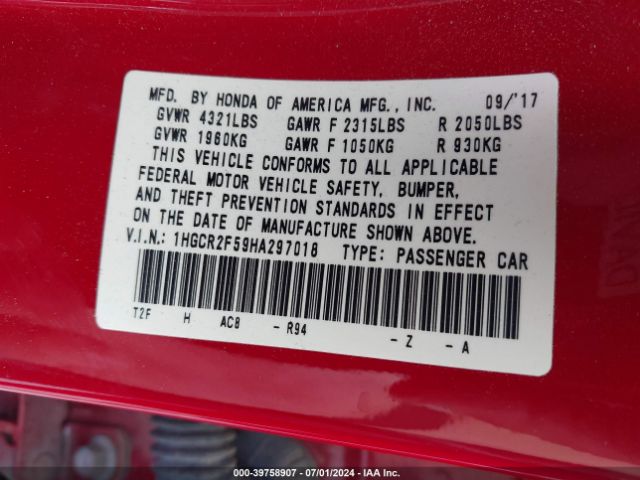 MFD. BY HONDA OF AMERICA MFG., INC. 09/'17
GVWR 4321LBS GAWR F 2315LBS R 2050LBS
GVWR 1960KG GAWR F 1050KG R 930KG
THIS VEHICLE CONFORMS TO ALL APPLICABLE
FEDERAL MOTOR VEHICLE SAFETY, BUMPER,
AND THEFT PREVENTION STANDARDS IN EFFECT
ON THE DATE OF MANUFACTURE SHOWN ABOVE.
V.I.N.: 1HGCR2F59HA297018 TYPE: PASSENGER CAR
T2F H AC8 - R94 - Z - A
000-39758907 - 07/01/2024 - IAA Inc.